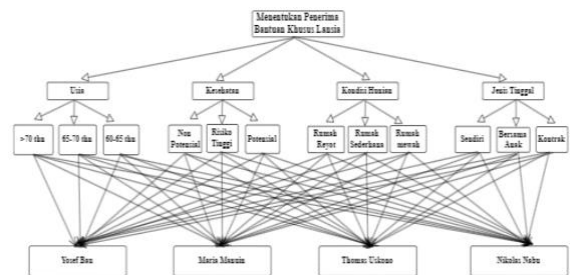 Menentukan Penerima
Bantuan Khusus Lansia
Usia
Kesehatan
Kondisi Hunian
Jenis Tinggal
>70 thn
65-70 thn
60-65 thn
Non
Potensial
Risiko
Tinggi
Potensial
Rumah
Reyot
Rumah
Sederhana
Rumah
mewah
Sendiri
Bersama
Anak
Kontrak
Yosef Bau
Maria Manuin
Thomas Uskono
Nikolas Nahu